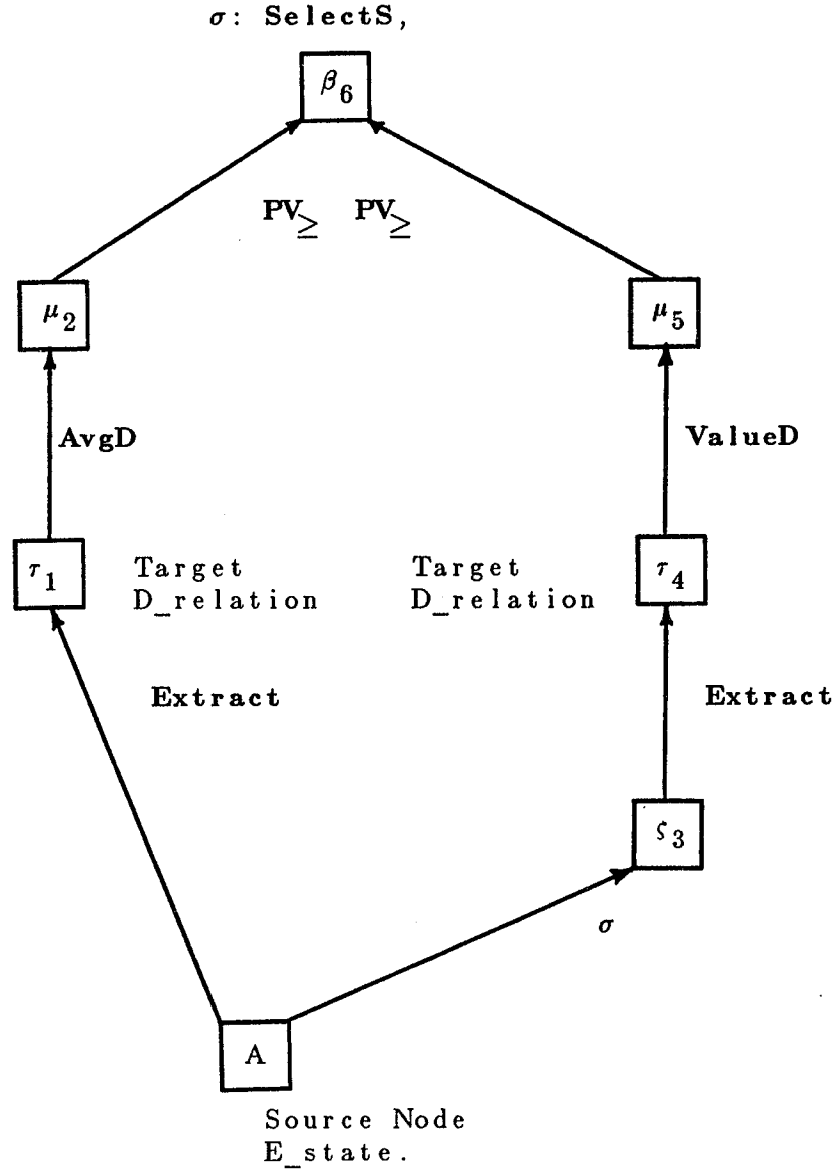 σ: SelectS,
β6
PV≥ PV≥
μ2
μ5
AvgD
ValueD
τ1
Target
D_relation
Target
D_relation
τ4
Extract
Extract
ς3
σ
A
Source Node
E_state.